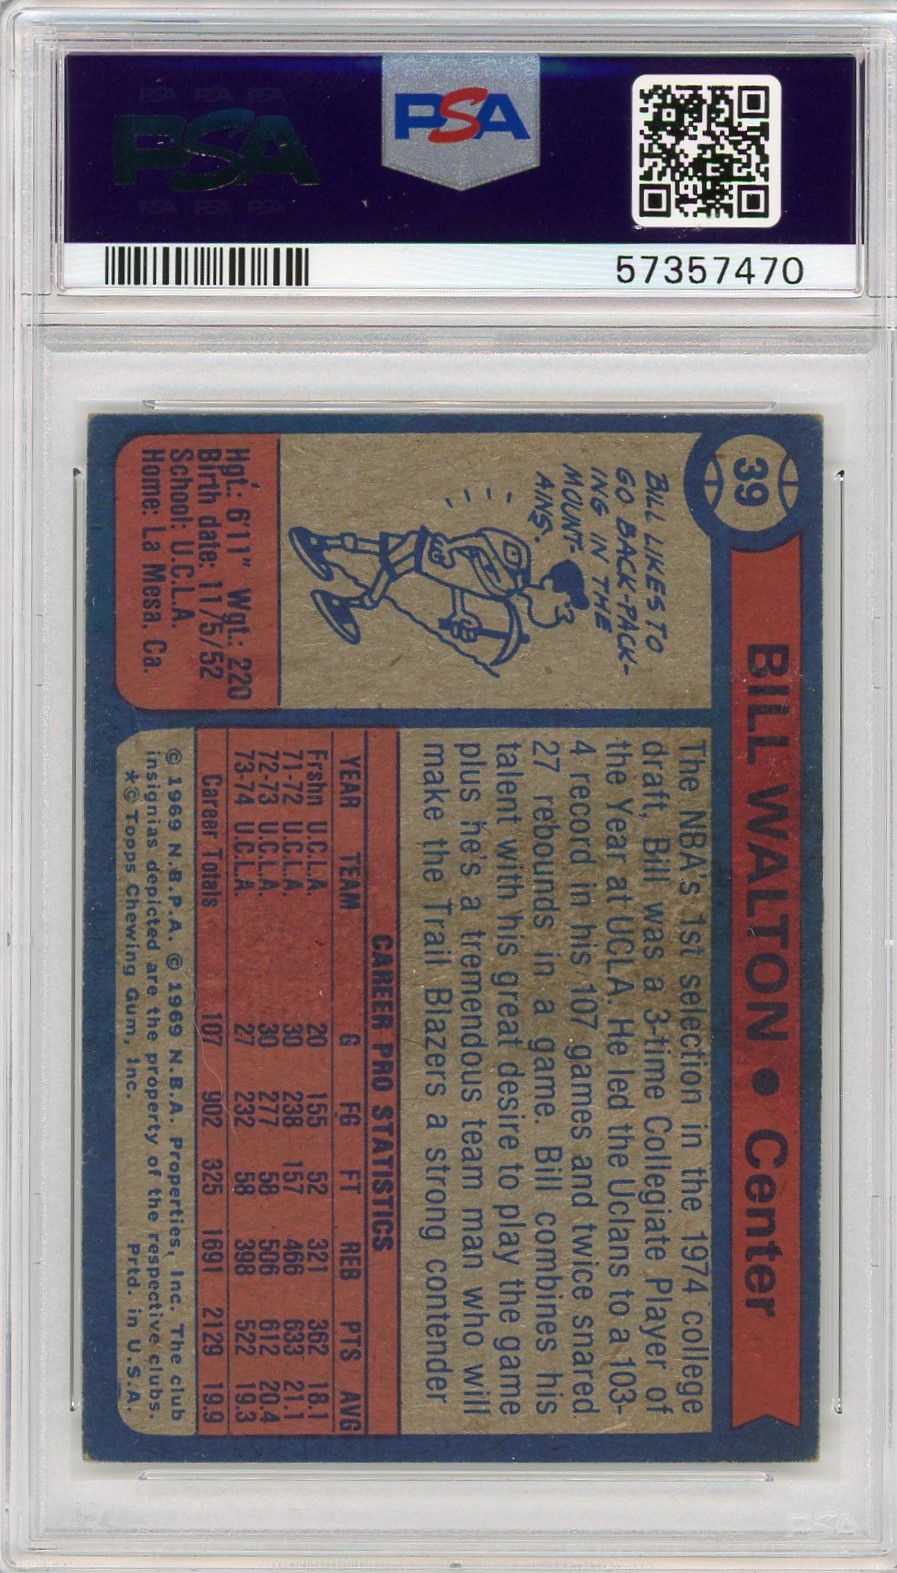 PSA PSA PSA
PSA
PSA PSA PSA
PSA
57357470
39
BILL WALTON • Center
BILL LIKES TO
GO BACK-PACK-
ING IN THE
MOUNT-
AINS.
Hgt.: 6'11" Wgt.: 220
Birth date: 11/5/52
School: U.C.L.A.
Home: La Mesa, Ca.
The NBA's 1st selection in the 1974 college
draft, Bill was a 3-time Collegiate Player of
the Year at UCLA. He led the Uclans to a 103-
4 record in his 107 games and twice snared
27 rebounds in a game. Bill combines his
talent with his great desire to play the game
plus he's a tremendous team man who will
make the Trail Blazers a strong contender
CAREER PRO STATISTICS
YEAR TEAM G FG FT REB PTS AVG
Frshn U.C.L.A. 20 155 52 321 362 18.1
71-72 U.C.L.A. 30 238 157 466 633 21.1
72-73 U.C.L.A. 30 277 58 506 612 20.4
73-74 U.C.L.A. 27 232 58 398 522 19.3
Career Totals 107 902 325 1691 2129 19.9
© 1969 N.B.P.A. © 1969 N.B.A. Properties, Inc. The club
insignias depicted are the property of the respective clubs.
*© Topps Chewing Gum, Inc. Prtd. in U.S.A.
PSA